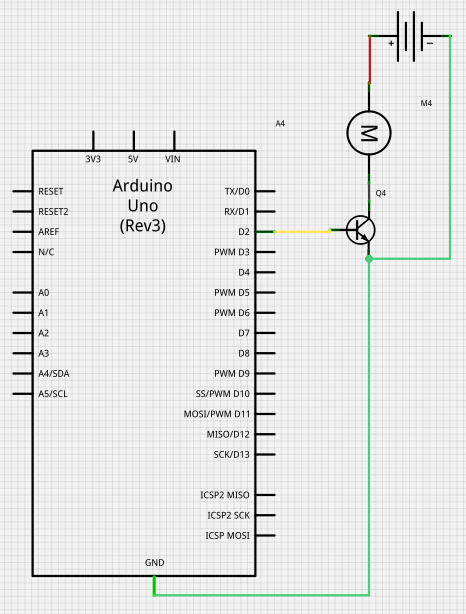 + −
M4
A4
M
3V3 5V VIN
Arduino
Uno
(Rev3)
Q4
RESET TX/D0
RESET2 RX/D1
AREF D2
N/C PWM D3
D4
A0 PWM D5
A1 PWM D6
A2 D7
A3 D8
A4/SDA PWM D9
A5/SCL SS/PWM D10
MOSI/PWM D11
MISO/D12
SCK/D13
ICSP2 MISO
ICSP2 SCK
ICSP MOSI
GND